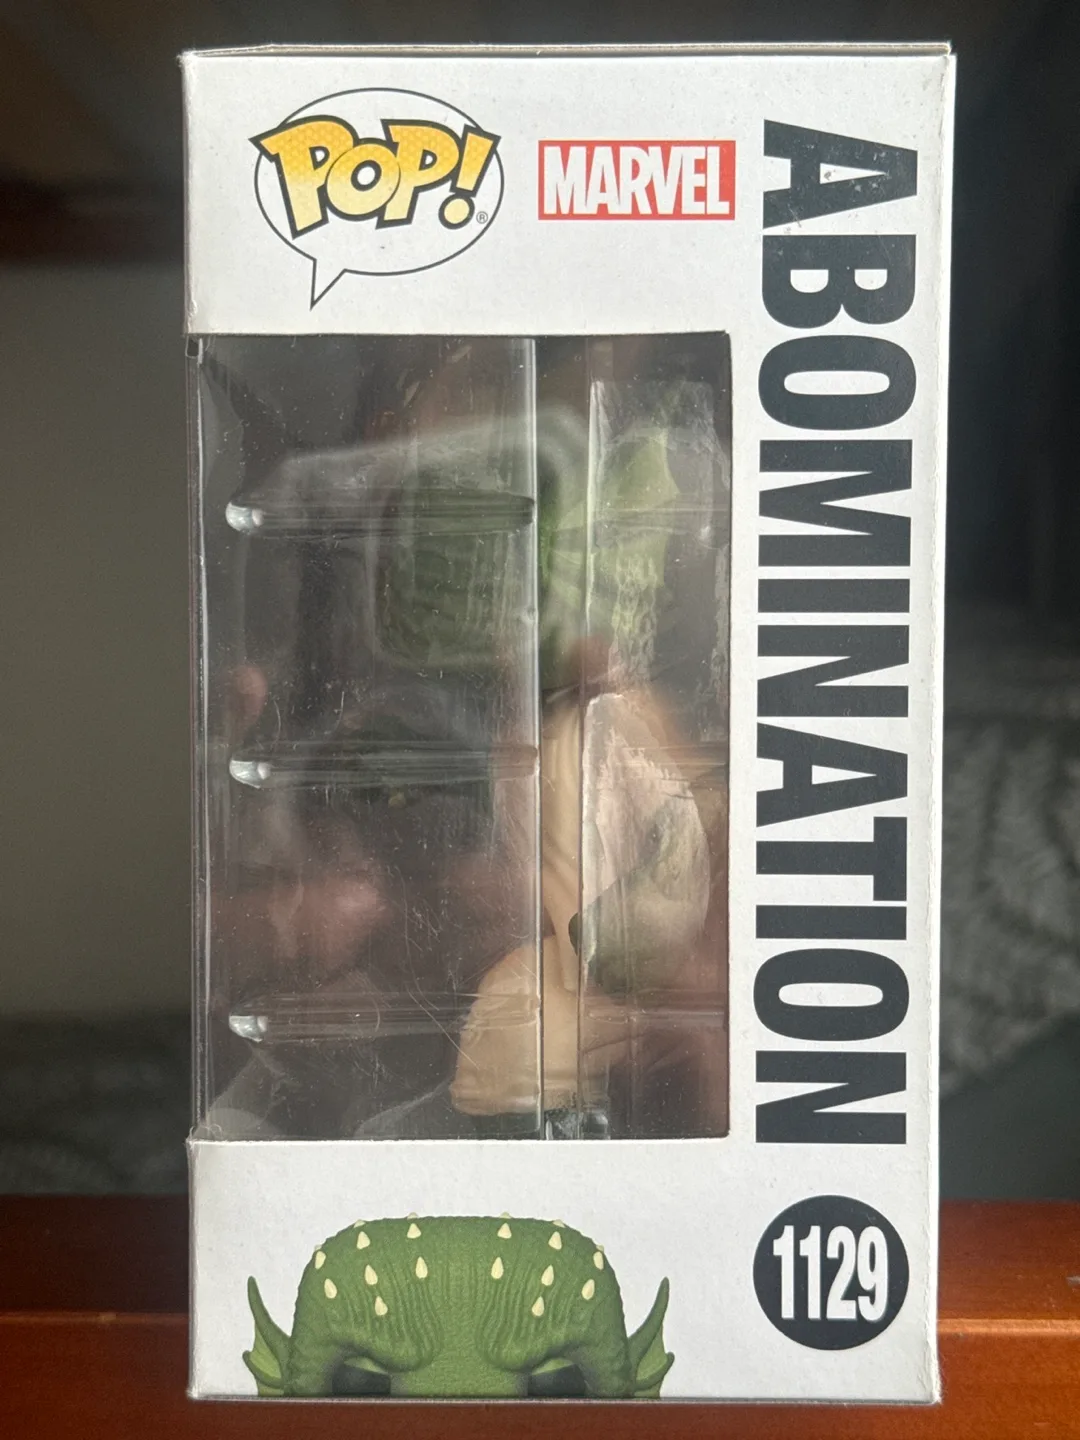 POP!®
MARVEL
ABOMINATION
1129